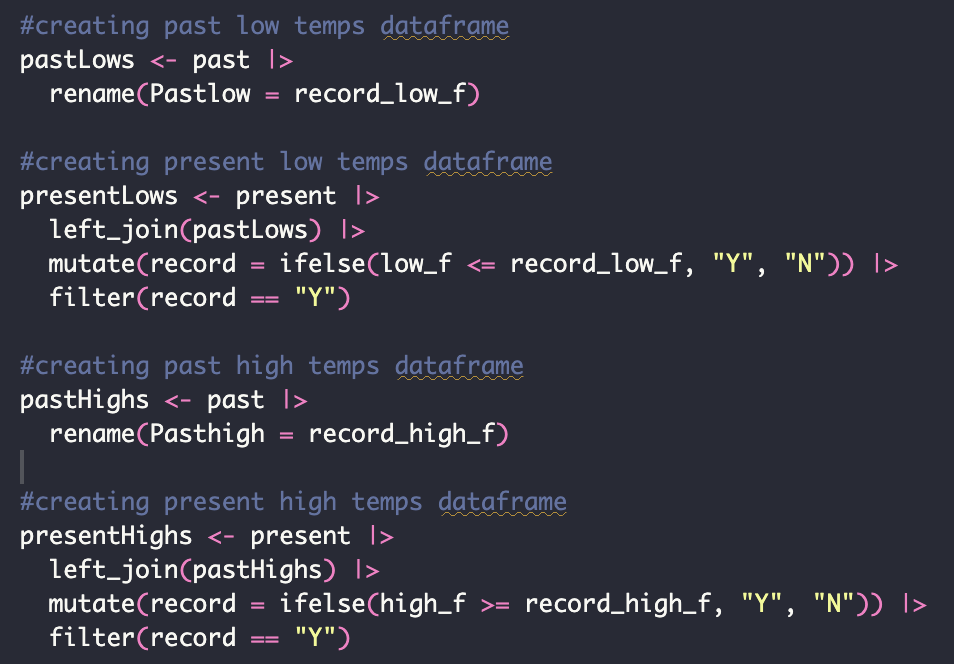 #creating past low temps dataframe
pastLows <- past |>
  rename(Pastlow = record_low_f)
#creating present low temps dataframe
presentLows <- present |>
  left_join(pastLows) |>
  mutate(record = ifelse(low_f <= record_low_f, "Y", "N")) |>
  filter(record == "Y")
#creating past high temps dataframe
pastHighs <- past |>
  rename(Pasthigh = record_high_f)
#creating present high temps dataframe
presentHighs <- present |>
  left_join(pastHighs) |>
  mutate(record = ifelse(high_f >= record_high_f, "Y", "N")) |>
  filter(record == "Y")